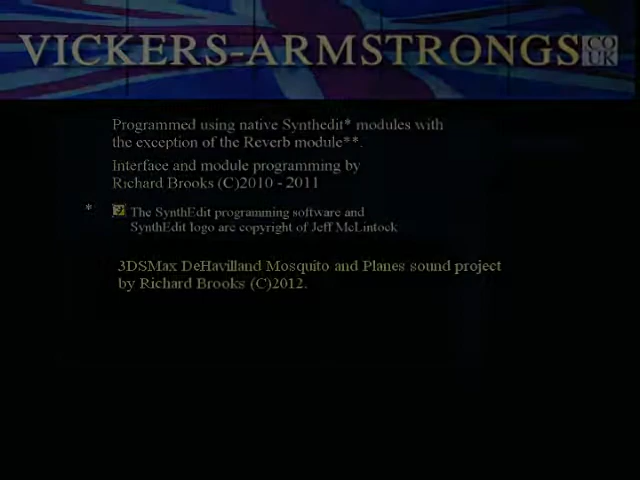 VICKERS-ARMSTRONGS CO UK
Programmed using native Synthedit* modules with
the exception of the Reverb module**.
Interface and module programming by
Richard Brooks (C)2010 - 2011
* The SynthEdit programming software and
SynthEdit logo are copyright of Jeff McLintock
3DSMax DeHavilland Mosquito and Planes sound project
by Richard Brooks (C)2012.